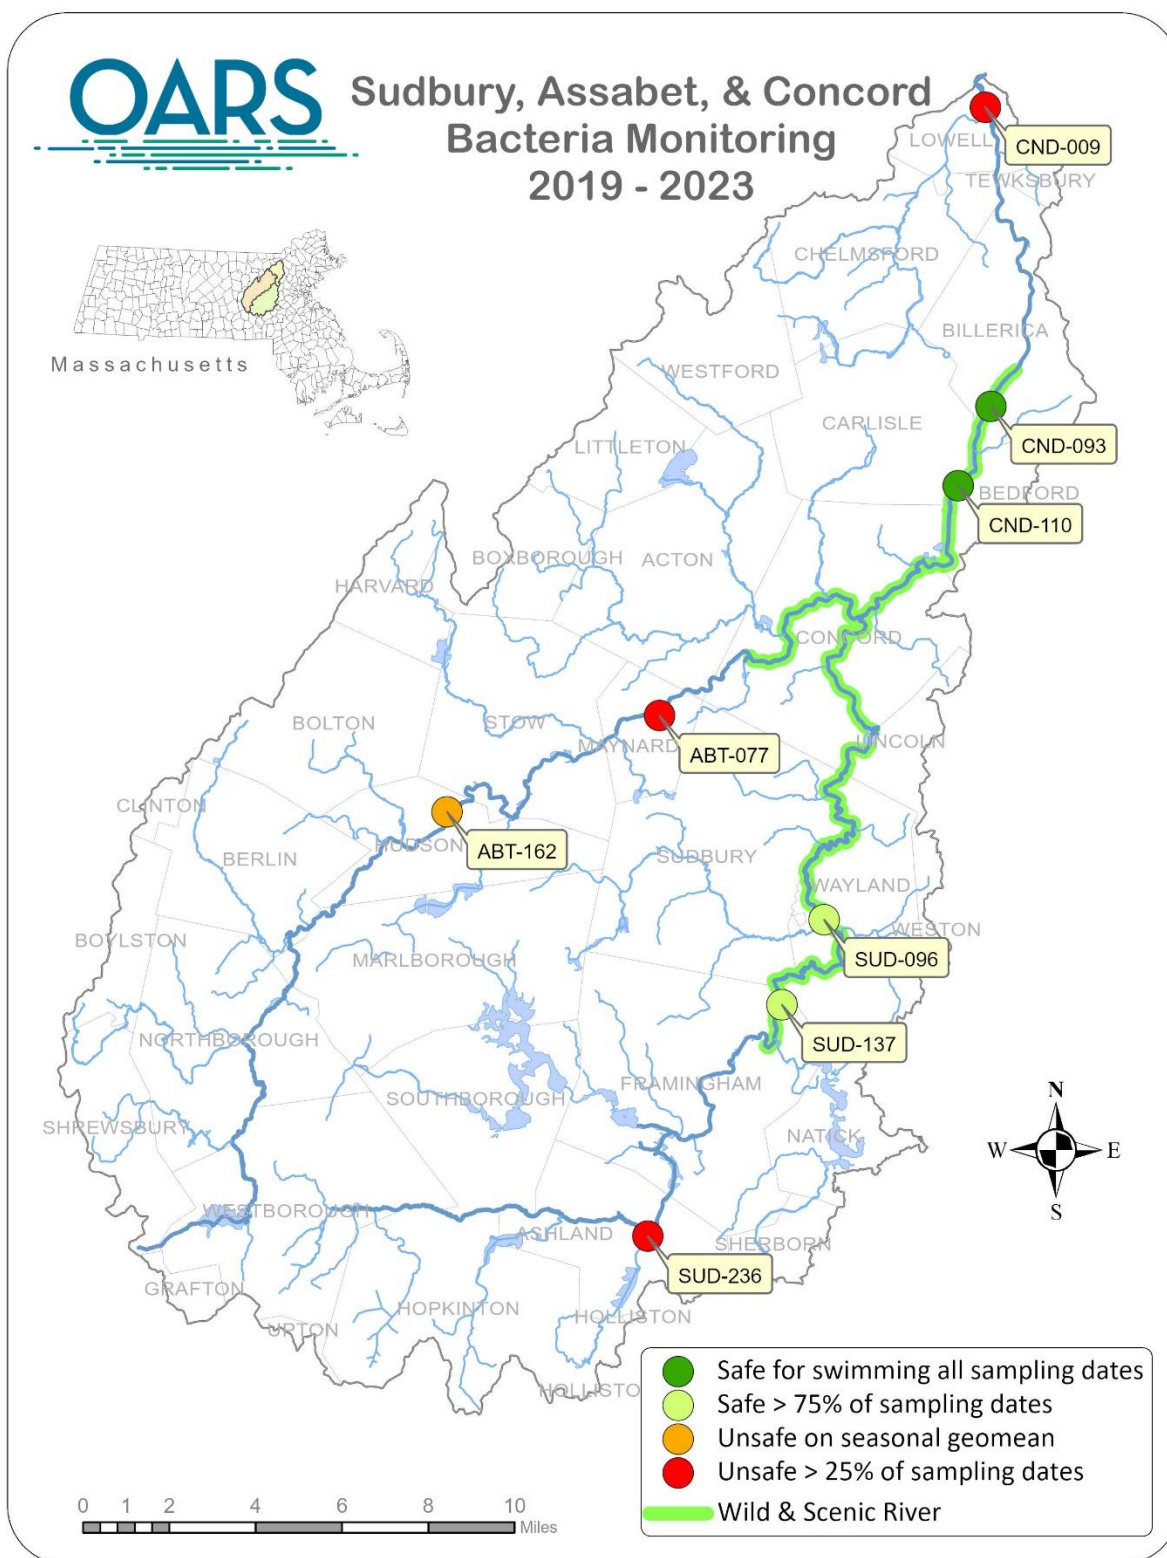 OARS
Sudbury, Assabet, & Concord
Bacteria Monitoring
2019 - 2023
Massachusetts
LOWELL
CND-009
TEWKSBURY
CHELMSFORD
BILLERICA
WESTFORD
CARLISLE
CND-093
LITTLETON
BEDFORD
CND-110
BOXBOROUGH
ACTON
HARVARD
CONCORD
BOLTON
STOW
MAYNARD
LINCOLN
ABT-077
CLINTON
HUDSON
ABT-162
BERLIN
SUDBURY
WAYLAND
WESTON
BOYLSTON
MARLBOROUGH
SUD-096
NORTHBOROUGH
SUD-137
FRAMINGHAM
SOUTHBOROUGH
SHREWSBURY
NATICK
N
W E
S
WESTBOROUGH
ASHLAND
SHERBORN
SUD-236
GRAFTON
HOPKINTON
HOLLISTON
UPTON
HOLLISTO
Safe for swimming all sampling dates
Safe > 75% of sampling dates
Unsafe on seasonal geomean
Unsafe > 25% of sampling dates
Wild & Scenic River
0 1 2 4 6 8 10
Miles